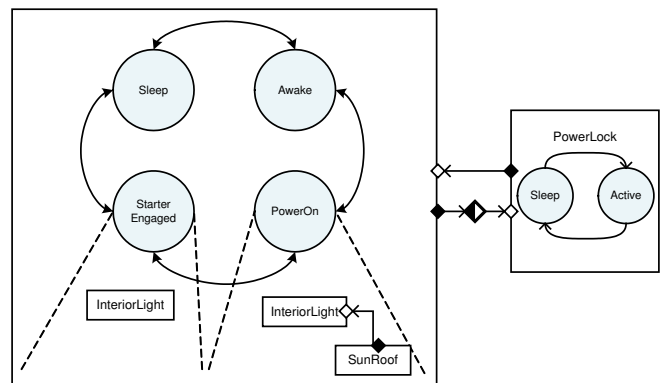 Sleep
Awake
PowerLock
Sleep
Active
Starter
Engaged
PowerOn
InteriorLight
InteriorLight
SunRoof